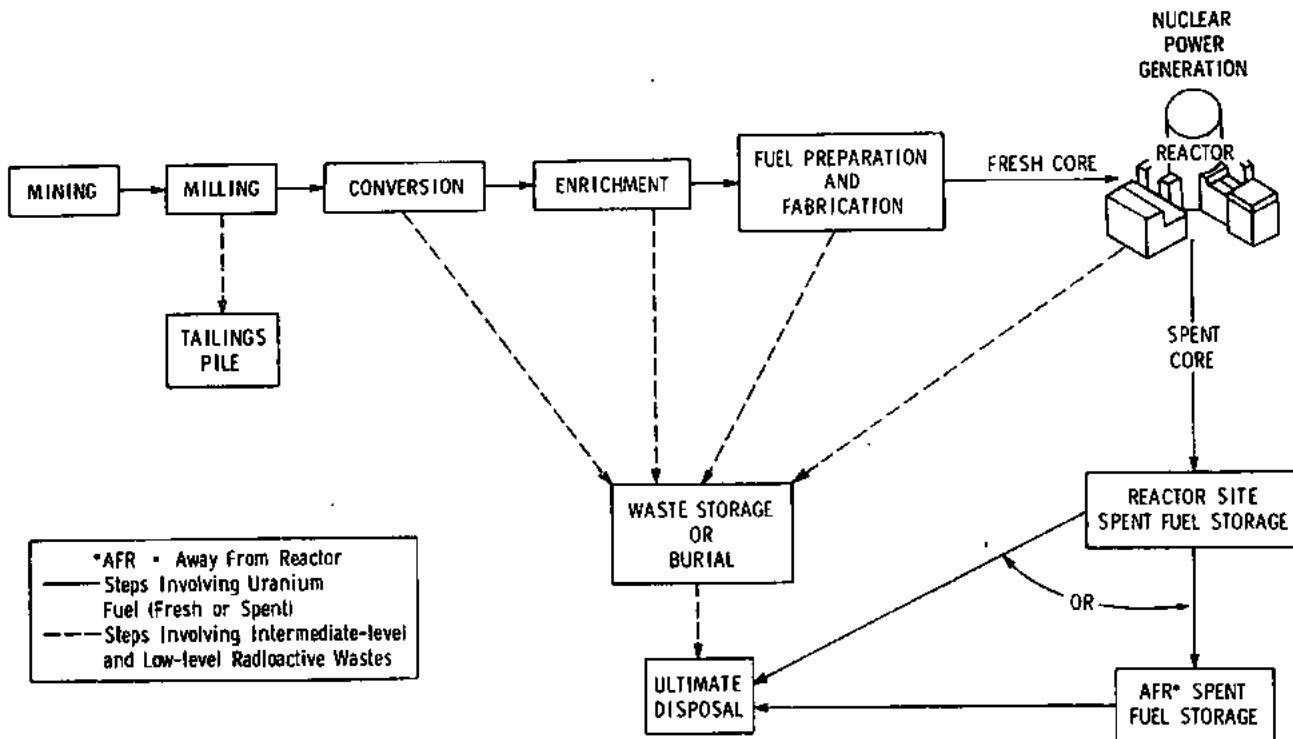 NUCLEAR
POWER
GENERATION
REACTOR
MINING
MILLING
CONVERSION
ENRICHMENT
FUEL PREPARATION
AND
FABRICATION
FRESH CORE
TAILINGS
PILE
SPENT
CORE
WASTE STORAGE
OR
BURIAL
REACTOR SITE
SPENT FUEL STORAGE
OR
ULTIMATE
DISPOSAL
AFR* SPENT
FUEL STORAGE
*AFR - Away From Reactor
Steps Involving Uranium
Fuel (Fresh or Spent)
Steps Involving Intermediate-level
and Low-level Radioactive Wastes